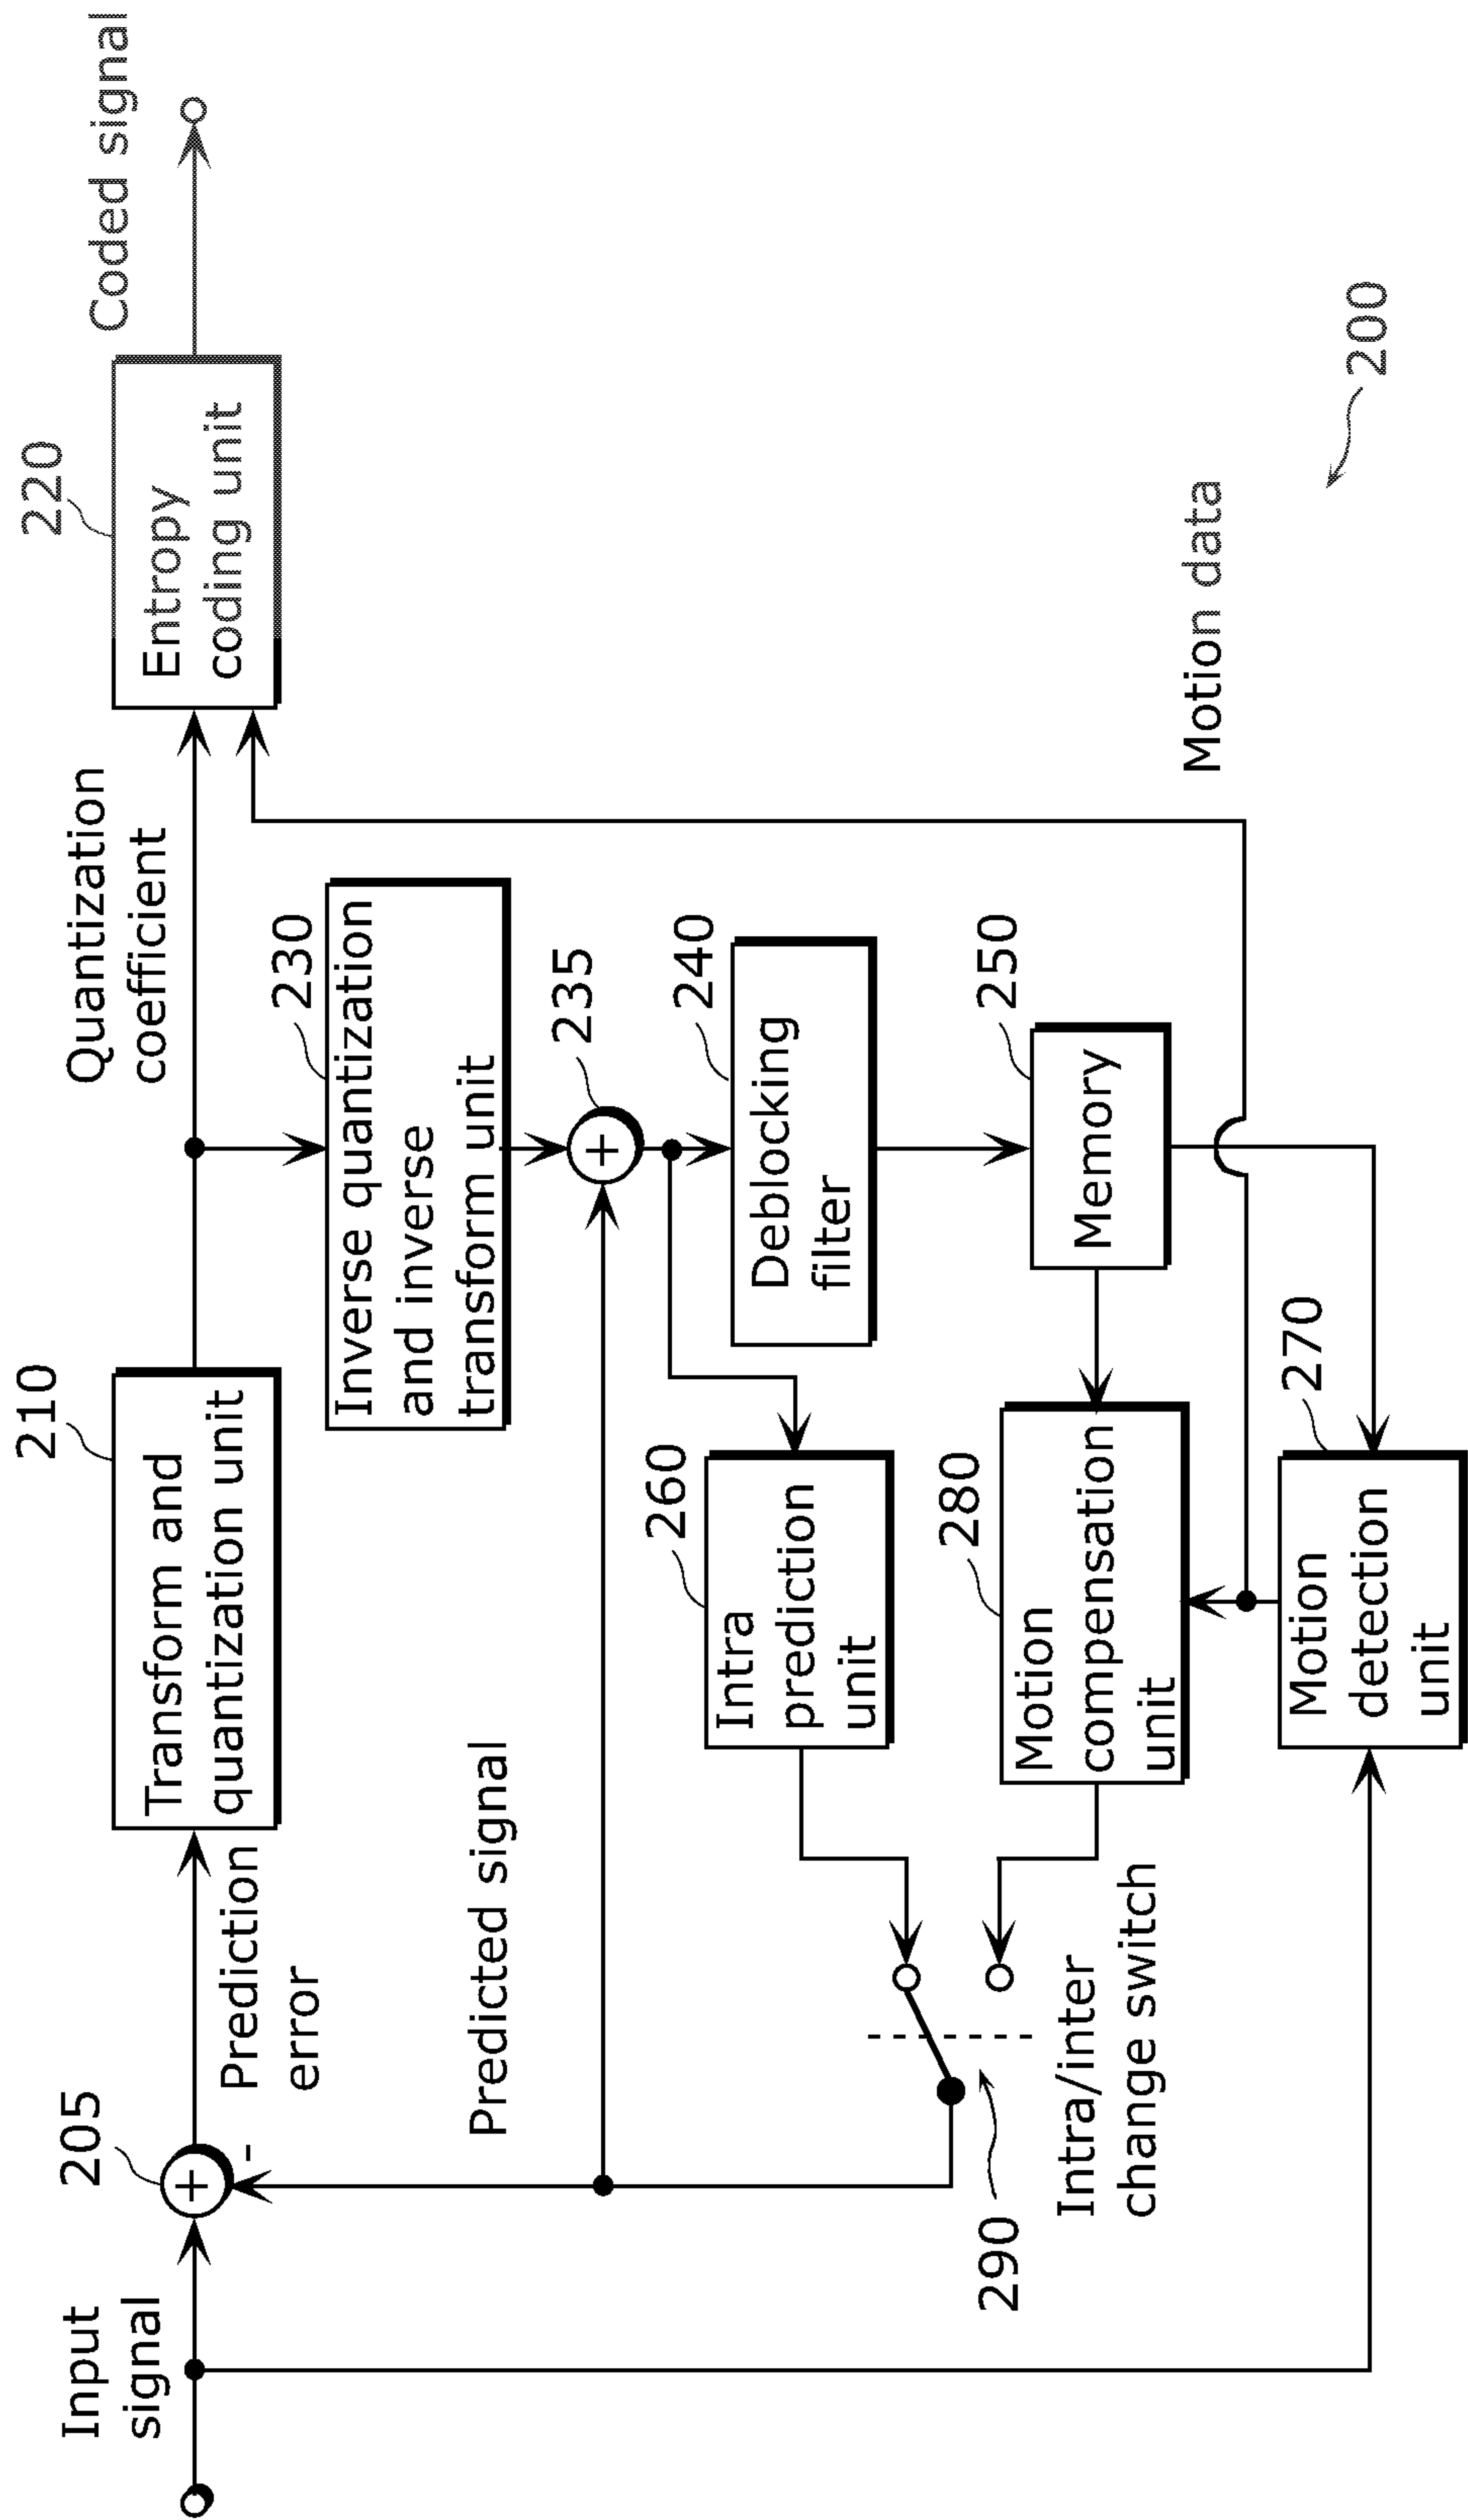 Input
signal
205
Prediction
error
210
Transform and
quantization unit
Quantization
coefficient
220
Entropy
coding unit
Coded signal
230
Inverse quantization
and inverse
transform unit
Predicted signal
235
+
+
-
240
Deblocking
filter
260
Intra
prediction
unit
250
Memory
280
Motion
compensation
unit
290
Intra/inter
change switch
Motion data
270
Motion
detection
unit
200